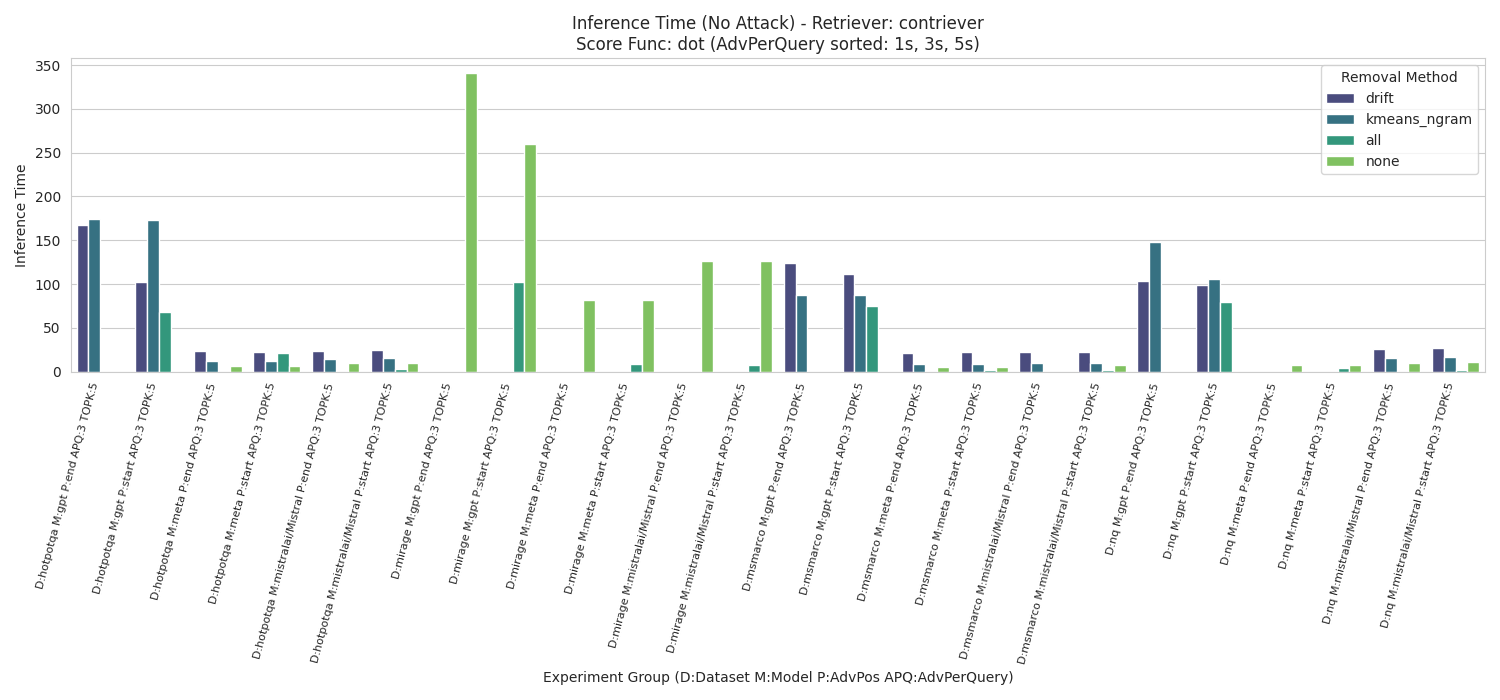 Inference Time (No Attack) - Retriever: contriever
Score Func: dot (AdvPerQuery sorted: 1s, 3s, 5s)
Removal Method
drift
kmeans_ngram
all
none
Inference Time
350
300
250
200
150
100
50
0
D:hotpotqa M:gpt P:end APQ:3 TOPK:5
D:hotpotqa M:gpt P:start APQ:3 TOPK:5
D:hotpotqa M:meta P:end APQ:3 TOPK:5
D:hotpotqa M:meta P:start APQ:3 TOPK:5
D:hotpotqa M:mistralai/Mistral P:end APQ:3 TOPK:5
D:hotpotqa M:mistralai/Mistral P:start APQ:3 TOPK:5
D:mirage M:gpt P:end APQ:3 TOPK:5
D:mirage M:gpt P:start APQ:3 TOPK:5
D:mirage M:meta P:end APQ:3 TOPK:5
D:mirage M:meta P:start APQ:3 TOPK:5
D:mirage M:mistralai/Mistral P:end APQ:3 TOPK:5
D:mirage M:mistralai/Mistral P:start APQ:3 TOPK:5
D:msmarco M:gpt P:end APQ:3 TOPK:5
D:msmarco M:gpt P:start APQ:3 TOPK:5
D:msmarco M:meta P:end APQ:3 TOPK:5
D:msmarco M:meta P:start APQ:3 TOPK:5
D:msmarco M:mistralai/Mistral P:end APQ:3 TOPK:5
D:msmarco M:mistralai/Mistral P:start APQ:3 TOPK:5
D:nq M:gpt P:end APQ:3 TOPK:5
D:nq M:gpt P:start APQ:3 TOPK:5
D:nq M:meta P:end APQ:3 TOPK:5
D:nq M:meta P:start APQ:3 TOPK:5
D:nq M:mistralai/Mistral P:end APQ:3 TOPK:5
D:nq M:mistralai/Mistral P:start APQ:3 TOPK:5
Experiment Group (D:Dataset M:Model P:AdvPos APQ:AdvPerQuery)